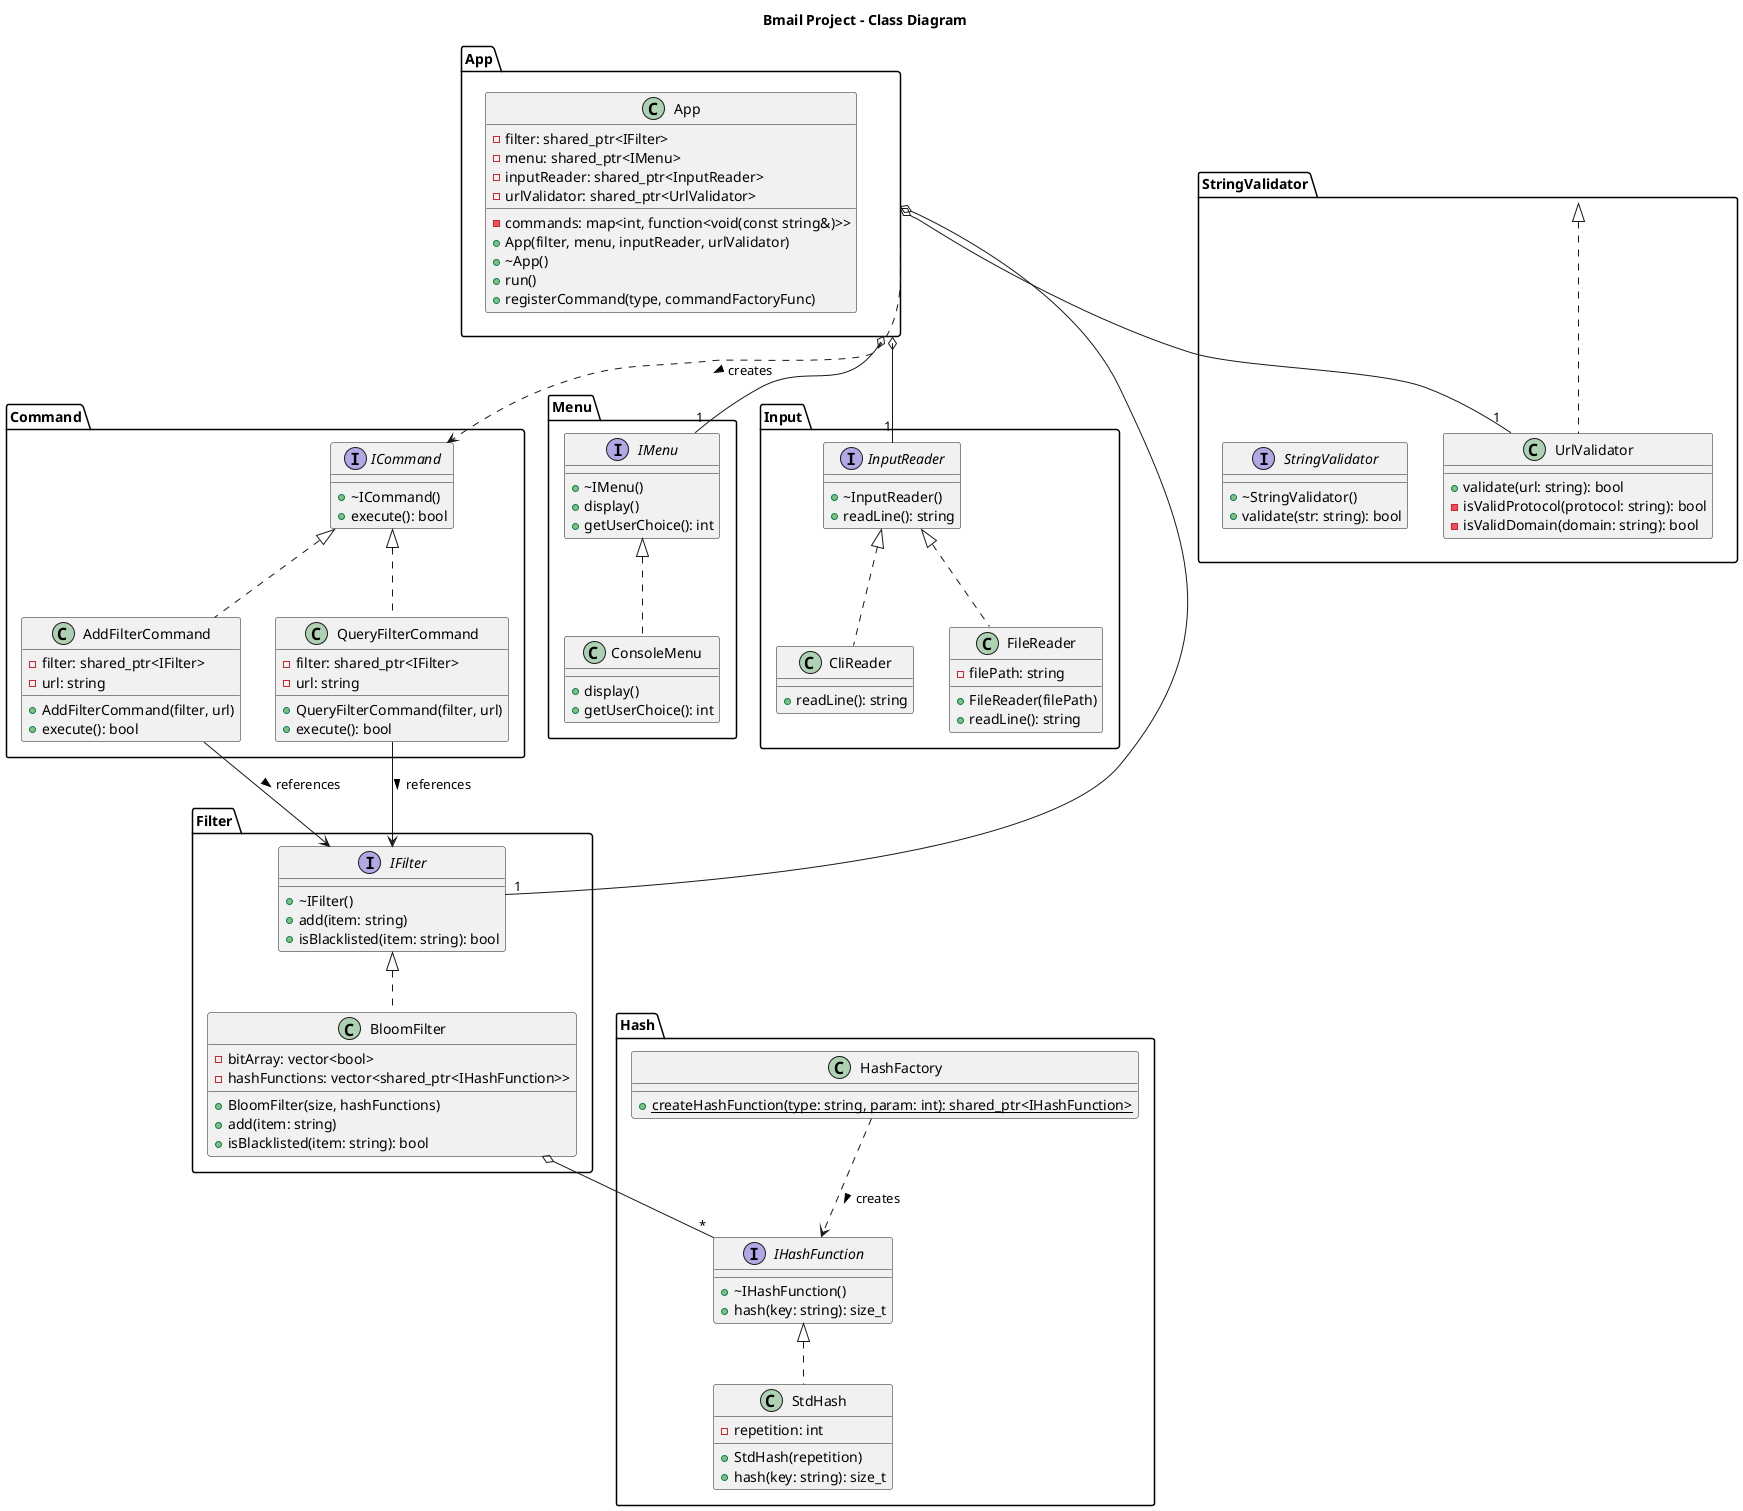 Bmail Project - Class Diagram
App
App
filter: shared_ptr<IFilter>
menu: shared_ptr<IMenu>
inputReader: shared_ptr<InputReader>
urlValidator: shared_ptr<UrlValidator>
commands: map<int, function<void(const string&)>>
App(filter, menu, inputReader, urlValidator)
~App()
run()
registerCommand(type, commandFactoryFunc)
StringValidator
StringValidator
~StringValidator()
validate(str: string): bool
1
UrlValidator
validate(url: string): bool
isValidProtocol(protocol: string): bool
isValidDomain(domain: string): bool
creates
Command
ICommand
~ICommand()
execute(): bool
AddFilterCommand
filter: shared_ptr<IFilter>
url: string
AddFilterCommand(filter, url)
execute(): bool
QueryFilterCommand
filter: shared_ptr<IFilter>
url: string
QueryFilterCommand(filter, url)
execute(): bool
Menu
1
IMenu
~IMenu()
display()
getUserChoice(): int
ConsoleMenu
display()
getUserChoice(): int
Input
1
InputReader
~InputReader()
readLine(): string
CliReader
readLine(): string
FileReader
filePath: string
FileReader(filePath)
readLine(): string
references
references
Filter
IFilter
~IFilter()
add(item: string)
isBlacklisted(item: string): bool
1
BloomFilter
bitArray: vector<bool>
hashFunctions: vector<shared_ptr<IHashFunction>>
BloomFilter(size, hashFunctions)
add(item: string)
isBlacklisted(item: string): bool
Hash
HashFactory
createHashFunction(type: string, param: int): shared_ptr<IHashFunction>
creates
*
IHashFunction
~IHashFunction()
hash(key: string): size_t
StdHash
repetition: int
StdHash(repetition)
hash(key: string): size_t